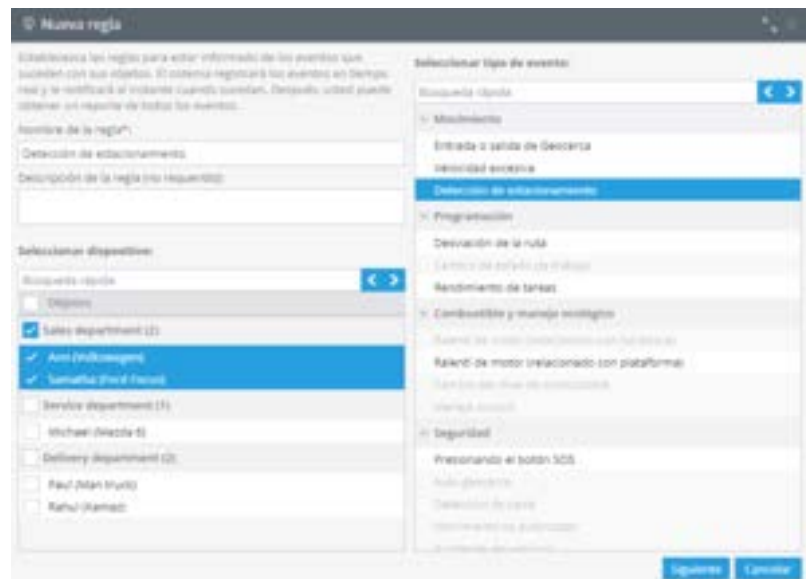 Nueva regla
Establezca las reglas para estar informado de los eventos que
suceden con sus objetos. El sistema registrará los eventos en tiempo
real y le notificará al instante cuando sucedan. Después, usted puede
obtener un reporte de todos los eventos.
Nombre de la regla*:
Detección de estacionamiento
Descripción de la regla (no requerido):
Seleccionar dispositivo:
Búsqueda rápida
Objetos
Sales department (2)
Ann (Volkswagen)
Samatha (Ford Focus)
Service department (1)
Michael (Mazda 6)
Delivery department (2)
Paul (Man truck)
Rahul (Kamaz)
Seleccionar tipo de evento:
Búsqueda rápida
Movimiento
Entrada o salida de Geocerca
Velocidad excesiva
Detección de estacionamiento
Programación
Desviación de la ruta
Cambio de estado de trabajo
Rendimiento de tareas
Combustible y manejo ecológico
Ralentí de motor (relacionado con plataforma)
Seguridad
Presionando el botón SOS
Siguiente
Cancelar